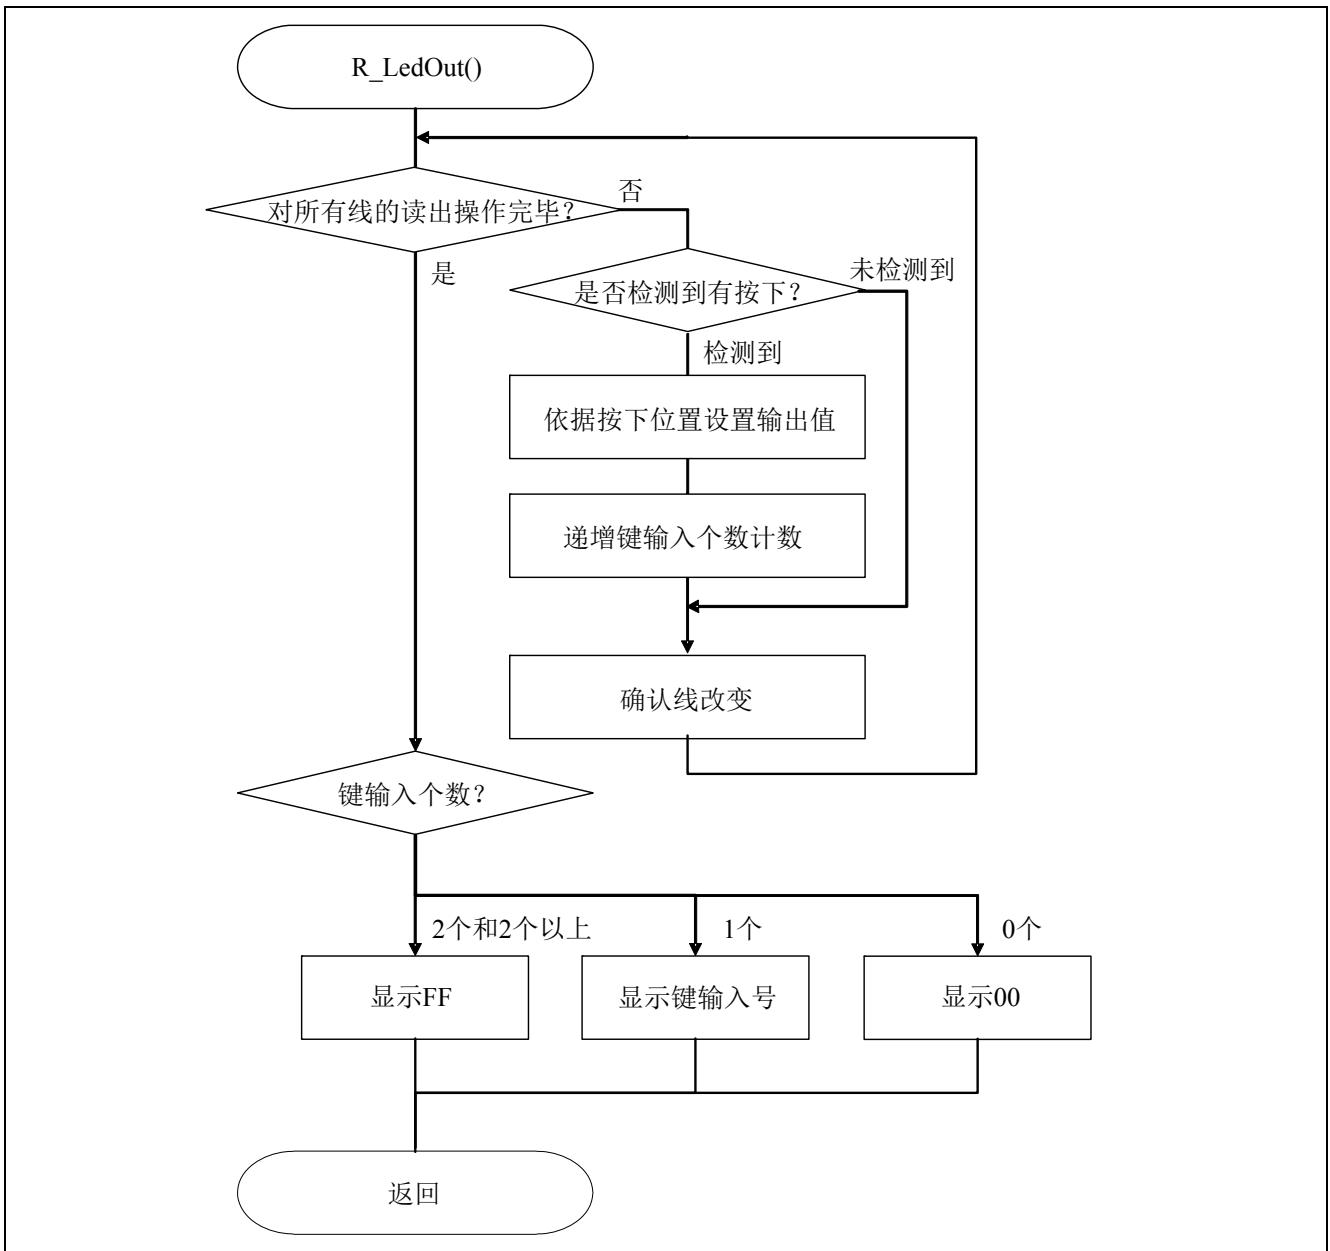 R_LedOut()
对所有线的读出操作完毕？
否
是
是否检测到有按下？
未检测到
检测到
依据按下位置设置输出值
递增键输入个数计数
确认线改变
键输入个数？
2个和2个以上
1个
0个
显示FF
显示键输入号
显示00
返回